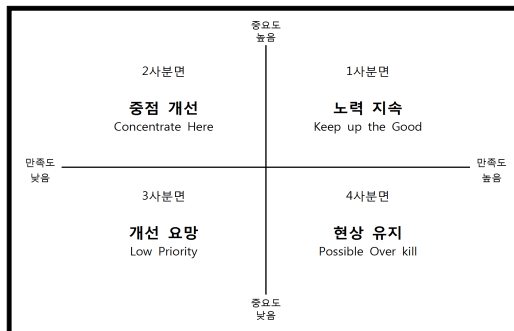 중요도
높음
2사분면
중점 개선
Concentrate Here
1사분면
노력 지속
Keep up the Good
만족도
낮음
만족도
높음
3사분면
개선 요망
Low Priority
4사분면
현상 유지
Possible Over kill
중요도
낮음